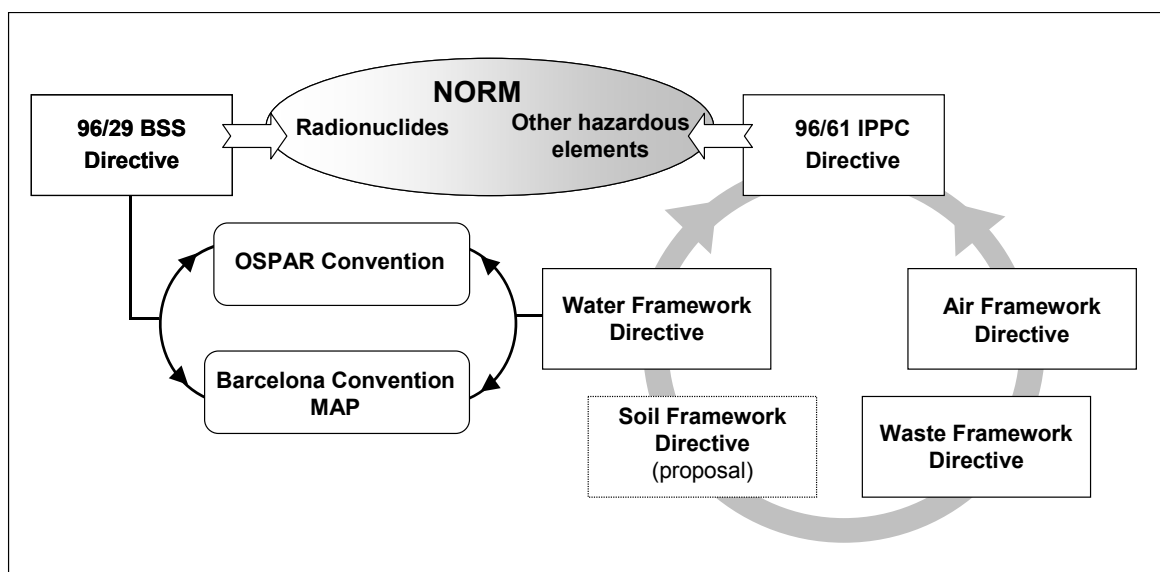 NORM
96/29 BSS
Directive
Radionuclides
Other hazardous
elements
96/61 IPPC
Directive
OSPAR Convention
Barcelona Convention
MAP
Water Framework
Directive
Air Framework
Directive
Soil Framework
Directive
(proposal)
Waste Framework
Directive